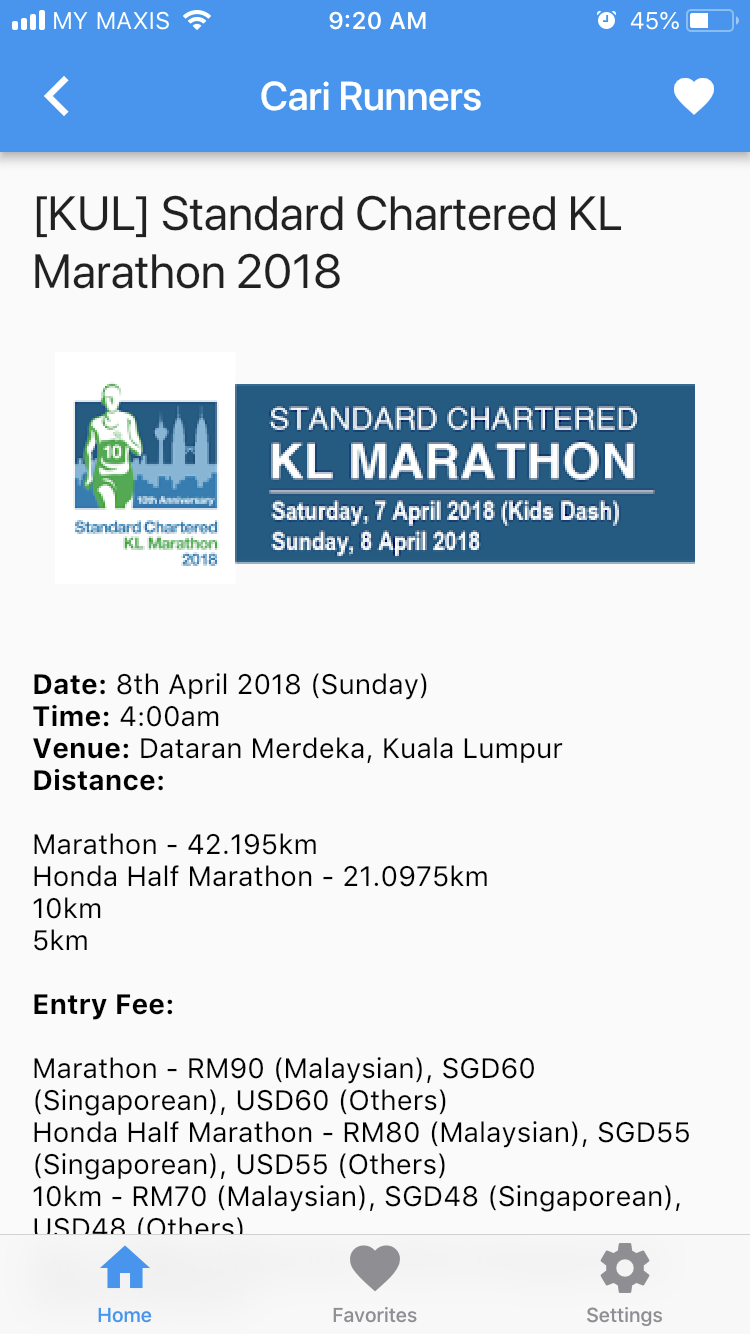 MY MAXIS 9:20 AM 45%
Cari Runners
[KUL] Standard Chartered KL
Marathon 2018
10
10th Anniversary
Standard Chartered
KL Marathon
2018
STANDARD CHARTERED
KL MARATHON
Saturday, 7 April 2018 (Kids Dash)
Sunday, 8 April 2018
Date: 8th April 2018 (Sunday)
Time: 4:00am
Venue: Dataran Merdeka, Kuala Lumpur
Distance:
Marathon - 42.195km
Honda Half Marathon - 21.0975km
10km
5km
Entry Fee:
Marathon - RM90 (Malaysian), SGD60
(Singaporean), USD60 (Others)
Honda Half Marathon - RM80 (Malaysian), SGD55
(Singaporean), USD55 (Others)
10km - RM70 (Malaysian), SGD48 (Singaporean),
USD48 (Others)
Home Favorites Settings